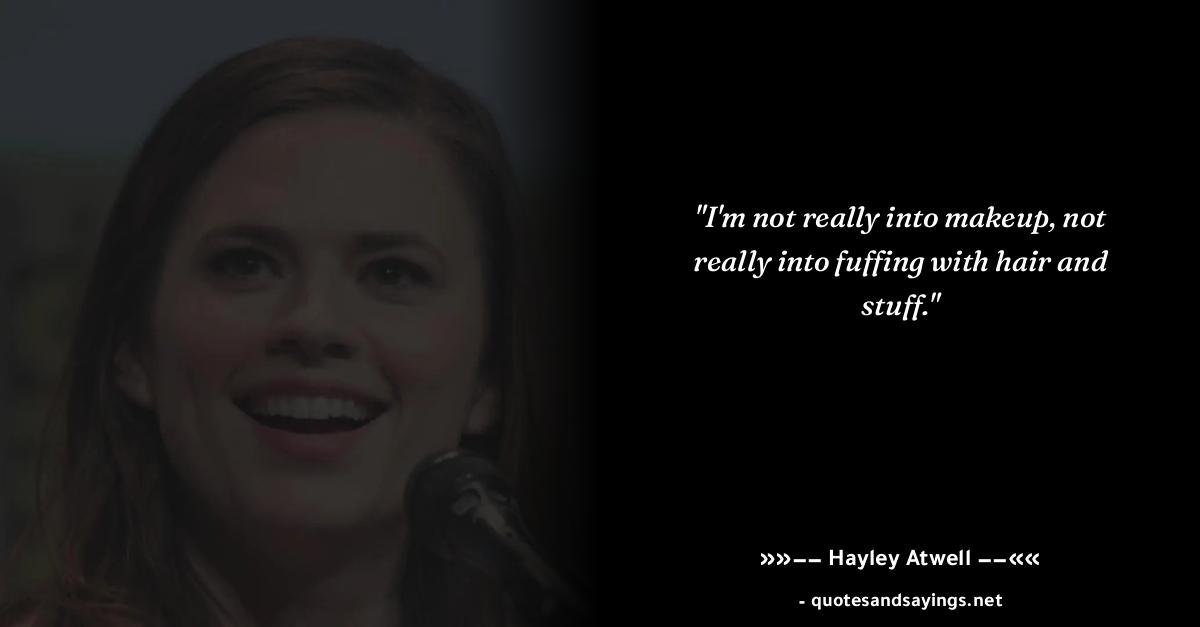 "I'm not really into makeup, not
really into fuffing with hair and
stuff."
»»–– Hayley Atwell ––««
- quotesandsayings.net